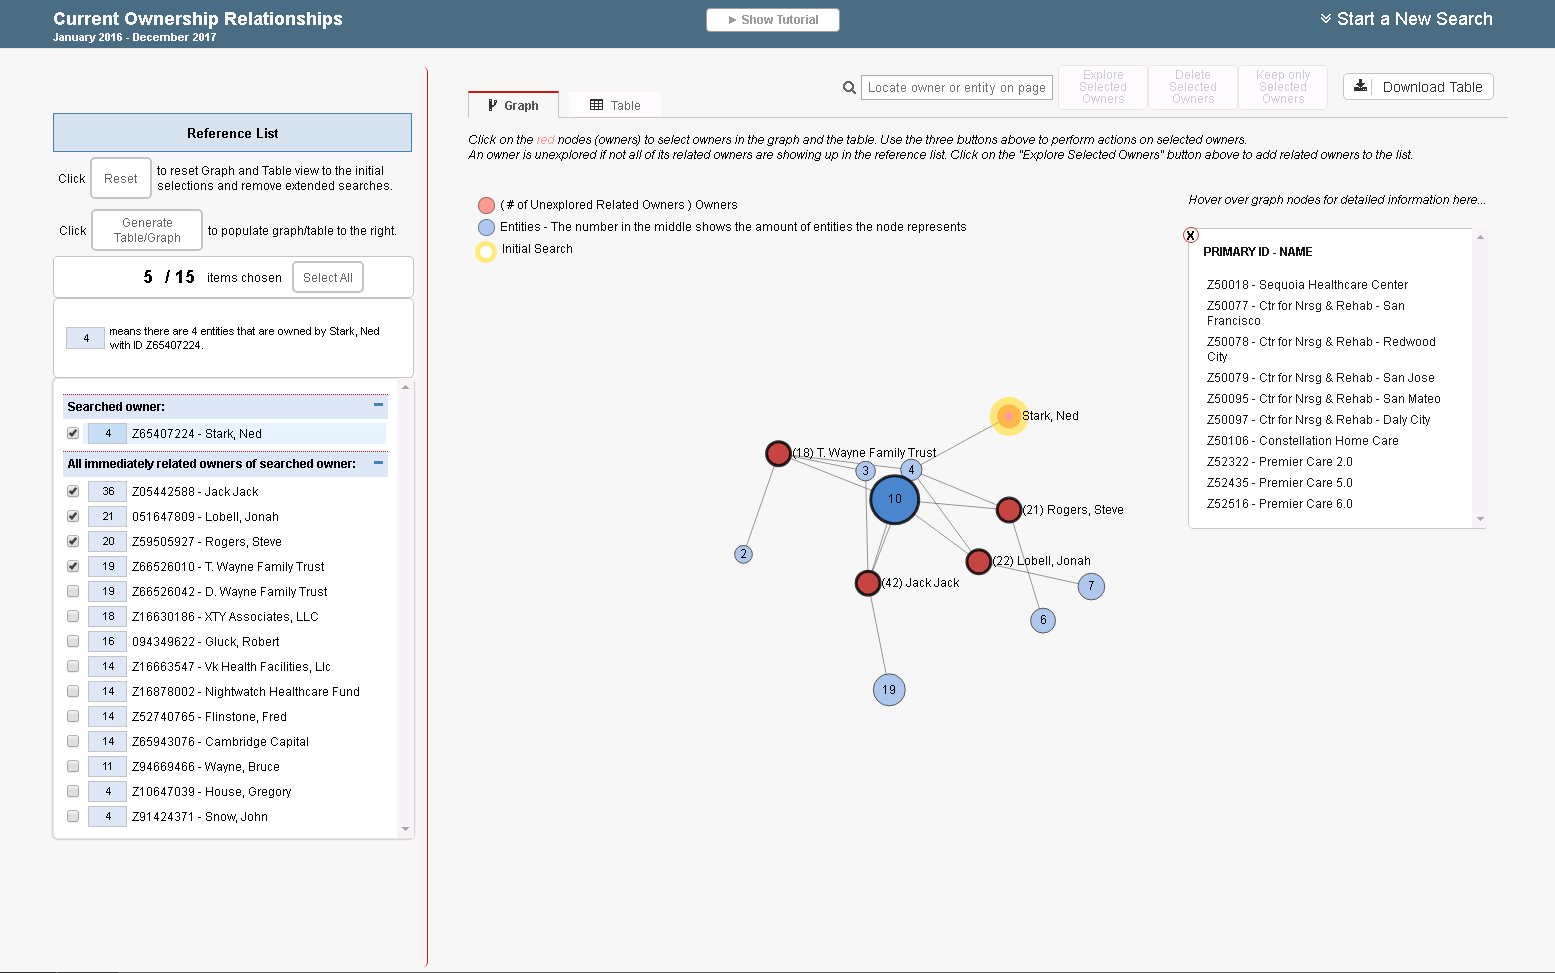 Current Ownership Relationships
January 2016 - December 2017
Show Tutorial
Start a New Search
Reference List
Click Reset to reset Graph and Table view to the initial
selections and remove extended searches.
Click Generate
Table/Graph to populate graph/table to the right.
5 / 15 items chosen Select All
4 means there are 4 entities that are owned by Stark, Ned
with ID Z65407224.
Searched owner:
4 Z65407224 - Stark, Ned
All immediately related owners of searched owner:
36 Z05442588 - Jack Jack
21 051647809 - Lobell, Jonah
20 Z59505927 - Rogers, Steve
19 Z66526010 - T. Wayne Family Trust
19 Z66526042 - D. Wayne Family Trust
18 Z16630186 - XTY Associates, LLC
16 094349622 - Gluck, Robert
14 Z16663547 - Vk Health Facilities, Llc
14 Z16878002 - Nightwatch Healthcare Fund
14 Z52740765 - Flinstone, Fred
14 Z65943076 - Cambridge Capital
11 Z94669466 - Wayne, Bruce
4 Z10647039 - House, Gregory
4 Z91424371 - Snow, John
Graph
Table
Locate owner or entity on page
Explore
Selected
Owners
Delete
Selected
Owners
Keep only
Selected
Owners
Download Table
Click on the red nodes (owners) to select owners in the graph and the table. Use the three buttons above to perform actions on selected owners.
An owner is unexplored if not all of its related owners are showing up in the reference list. Click on the "Explore Selected Owners" button above to add related owners to the list.
( # of Unexplored Related Owners ) Owners
Entities - The number in the middle shows the amount of entities the node represents
Initial Search
Stark, Ned
(18) T. Wayne Family Trust
3
4
10
(21) Rogers, Steve
2
(22) Lobell, Jonah
(42) Jack Jack
7
6
19
Hover over graph nodes for detailed information here...
X
PRIMARY ID - NAME
Z50018 - Sequoia Healthcare Center
Z50077 - Ctr for Nrsg & Rehab - San
Francisco
Z50078 - Ctr for Nrsg & Rehab - Redwood
City
Z50079 - Ctr for Nrsg & Rehab - San Jose
Z50095 - Ctr for Nrsg & Rehab - San Mateo
Z50097 - Ctr for Nrsg & Rehab - Daly City
Z50106 - Constellation Home Care
Z52322 - Premier Care 2.0
Z52435 - Premier Care 5.0
Z52516 - Premier Care 6.0